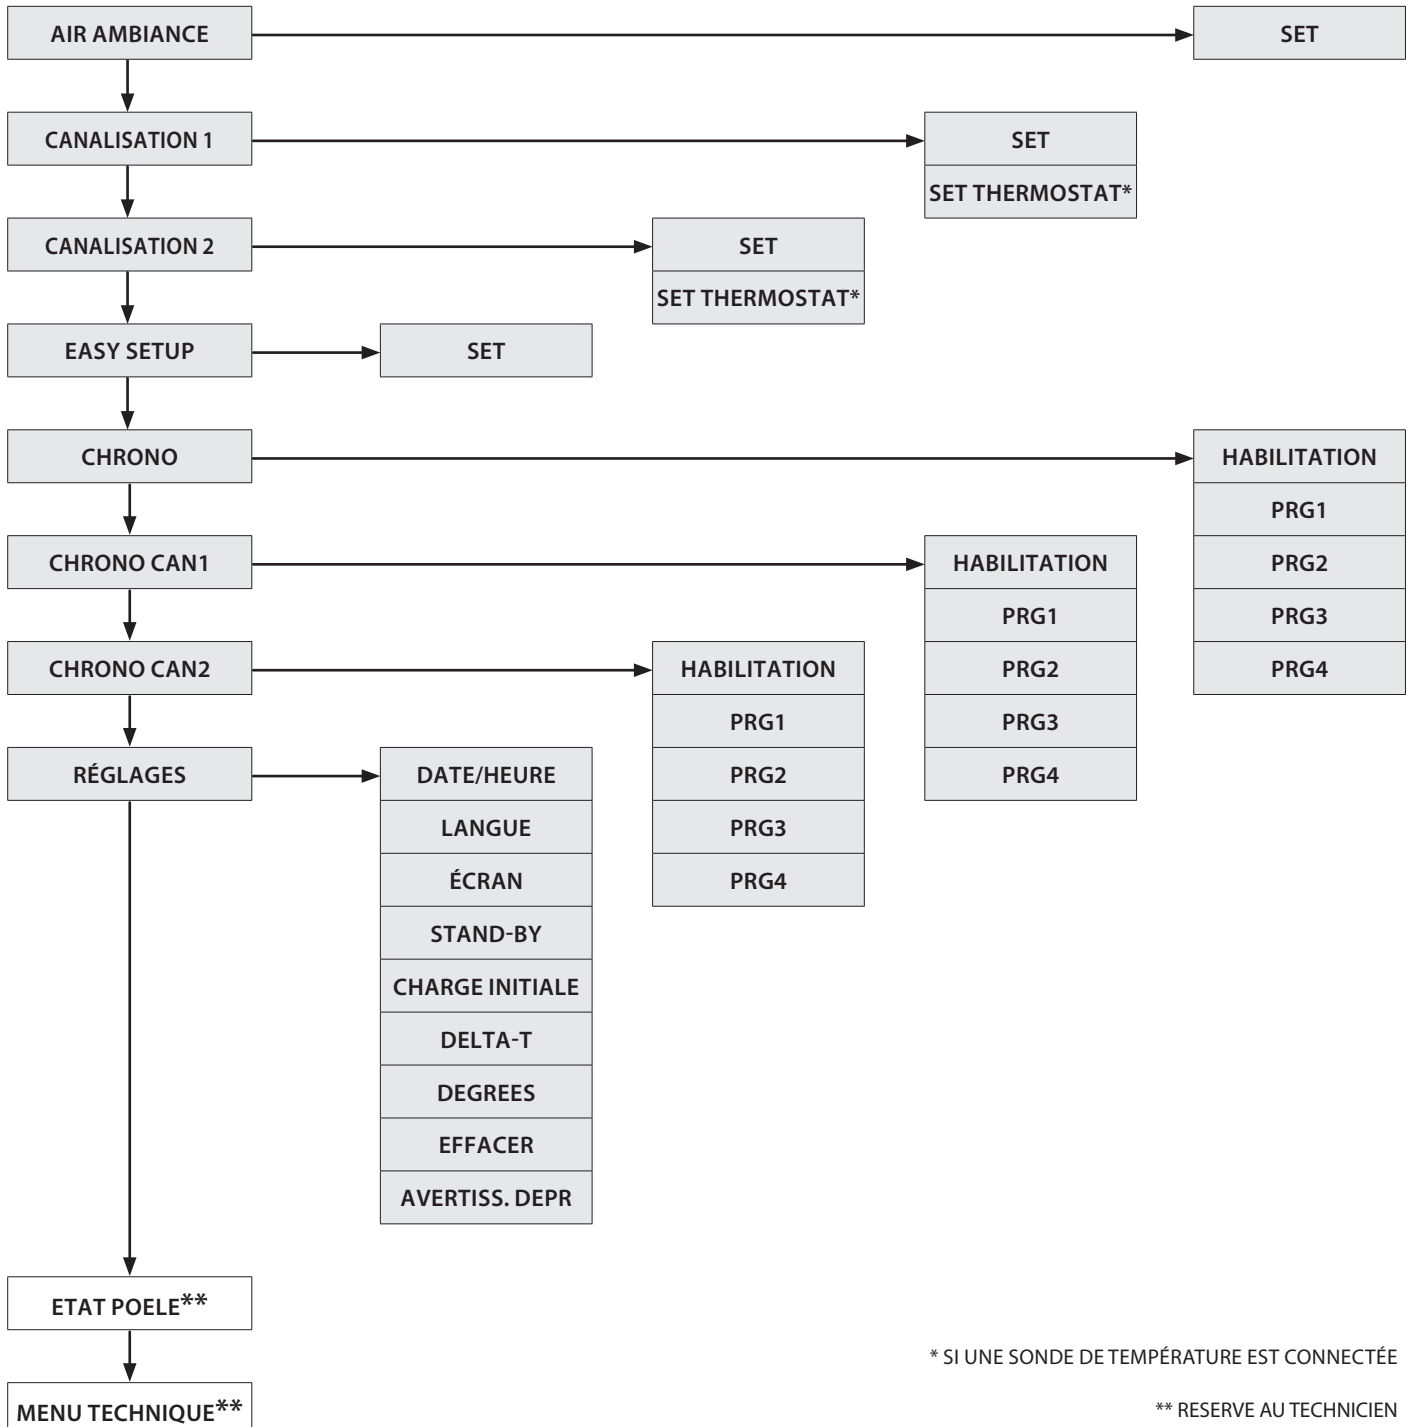 AIR AMBIANCE
SET
CANALISATION 1
SET
SET THERMOSTAT*
CANALISATION 2
SET
SET THERMOSTAT*
EASY SETUP
SET
CHRONO
HABILITATION
PRG1
PRG2
PRG3
PRG4
CHRONO CAN1
HABILITATION
PRG1
PRG2
PRG3
PRG4
CHRONO CAN2
HABILITATION
PRG1
PRG2
PRG3
PRG4
RÉGLAGES
DATE/HEURE
LANGUE
ÉCRAN
STAND-BY
CHARGE INITIALE
DELTA-T
DEGREES
EFFACER
AVERTISS. DEPR
ETAT POELE**
MENU TECHNIQUE**
* SI UNE SONDE DE TEMPÉRATURE EST CONNECTÉE
** RESERVE AU TECHNICIEN